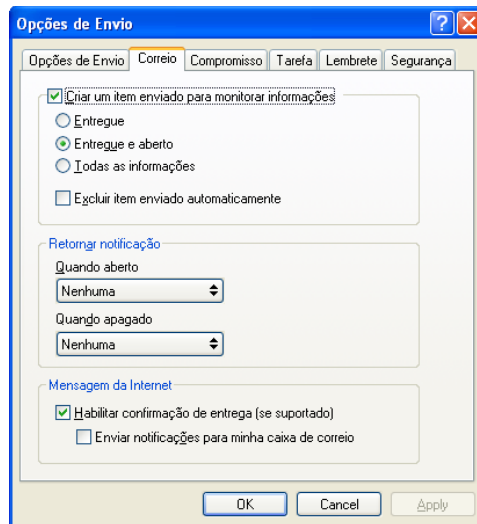 Opções de Envio
Opções de Envio Correio Compromisso Tarefa Lembrete Segurança
Criar um item enviado para monitorar informações
Entregue
Entregue e aberto
Todas as informações
Excluir item enviado automaticamente
Retornar notificação
Quando aberto
Nenhuma
Quando apagado
Nenhuma
Mensagem da Internet
Habilitar confirmação de entrega (se suportado)
Enviar notificações para minha caixa de correio
OK Cancel Apply